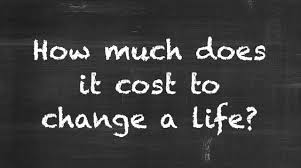 How much does
it cost to
change a life?